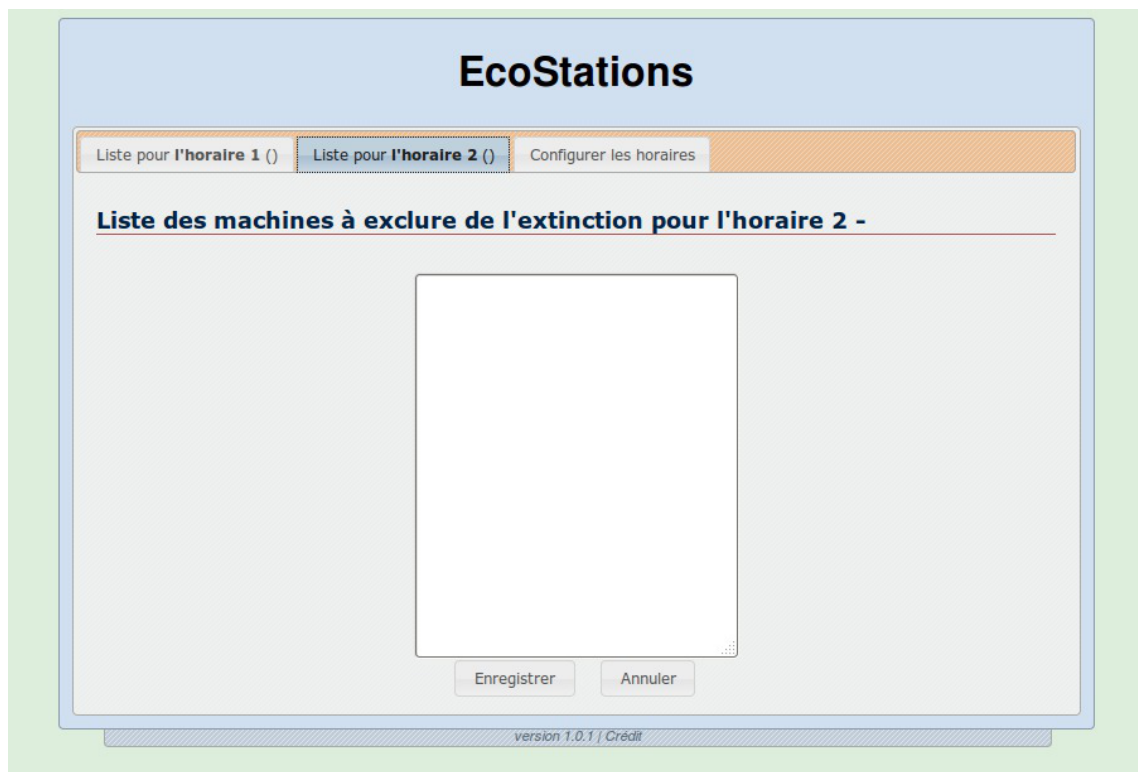 EcoStations
Liste pour l'horaire 1 () Liste pour l'horaire 2 () Configurer les horaires
Liste des machines à exclure de l'extinction pour l'horaire 2 –
Enregistrer Annuler
version 1.0.1 | Crédit